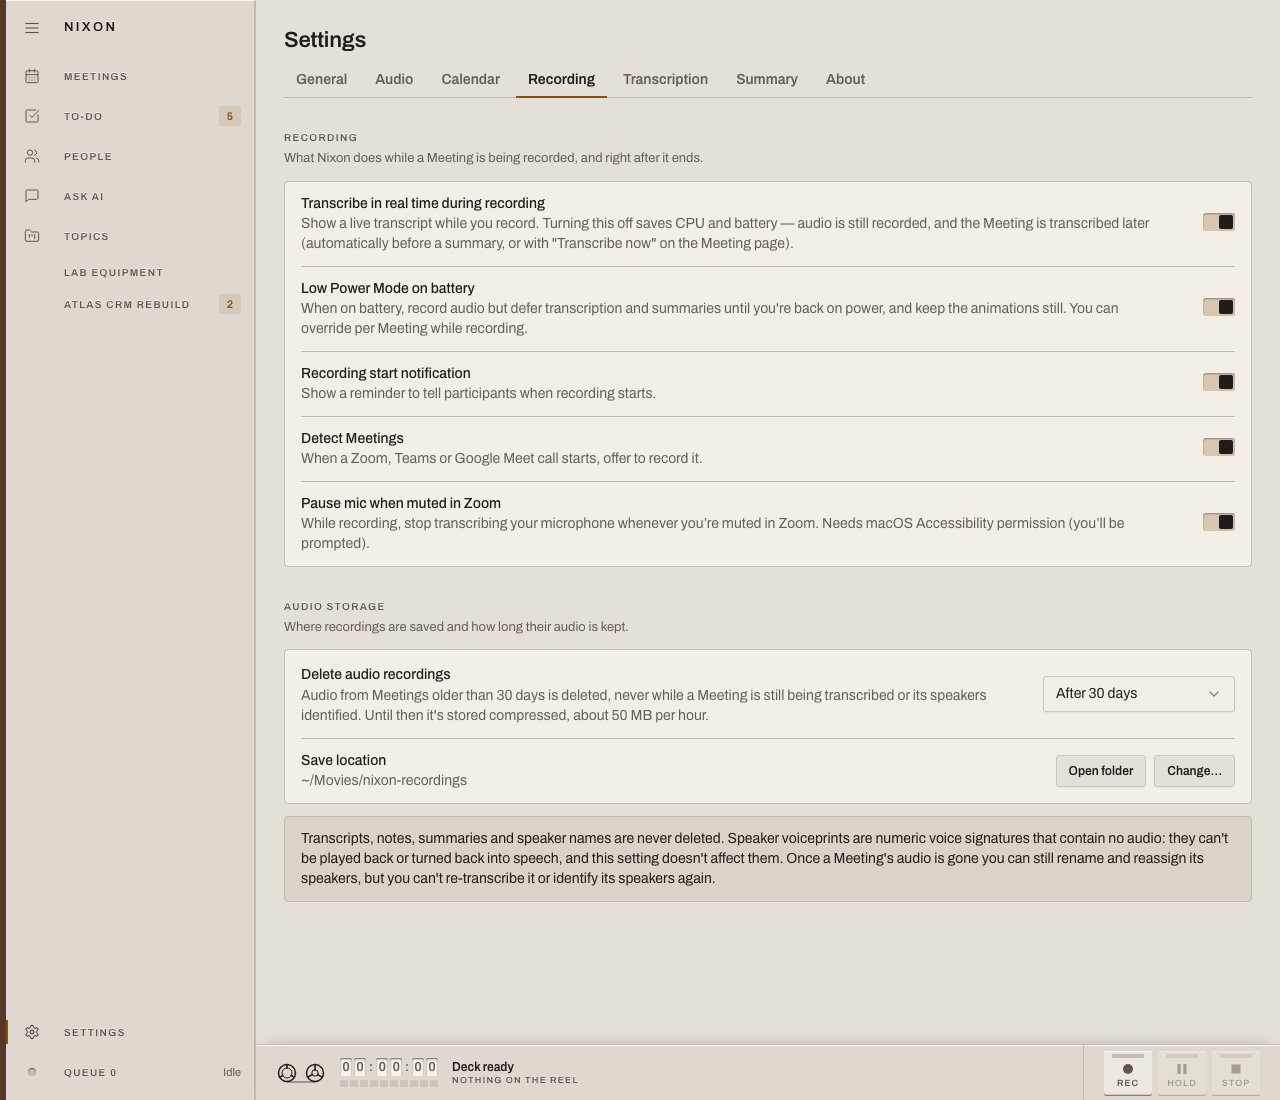 NIXON
MEETINGS
TO-DO 5
PEOPLE
ASK AI
TOPICS
LAB EQUIPMENT
ATLAS CRM REBUILD 2
SETTINGS
QUEUE 0 Idle
Settings
General Audio Calendar Recording Transcription Summary About
RECORDING
What Nixon does while a Meeting is being recorded, and right after it ends.
Transcribe in real time during recording
Show a live transcript while you record. Turning this off saves CPU and battery — audio is still recorded, and the Meeting is transcribed later
(automatically before a summary, or with "Transcribe now" on the Meeting page).
Low Power Mode on battery
When on battery, record audio but defer transcription and summaries until you're back on power, and keep the animations still. You can
override per Meeting while recording.
Recording start notification
Show a reminder to tell participants when recording starts.
Detect Meetings
When a Zoom, Teams or Google Meet call starts, offer to record it.
Pause mic when muted in Zoom
While recording, stop transcribing your microphone whenever you’re muted in Zoom. Needs macOS Accessibility permission (you’ll be
prompted).
AUDIO STORAGE
Where recordings are saved and how long their audio is kept.
Delete audio recordings
Audio from Meetings older than 30 days is deleted, never while a Meeting is still being transcribed or its speakers
identified. Until then it's stored compressed, about 50 MB per hour.
After 30 days
Save location
~/Movies/nixon-recordings
Open folder Change...
Transcripts, notes, summaries and speaker names are never deleted. Speaker voiceprints are numeric voice signatures that contain no audio: they can't
be played back or turned back into speech, and this setting doesn't affect them. Once a Meeting's audio is gone you can still rename and reassign its
speakers, but you can't re-transcribe it or identify its speakers again.
00:00:00
Deck ready
NOTHING ON THE REEL
REC HOLD STOP